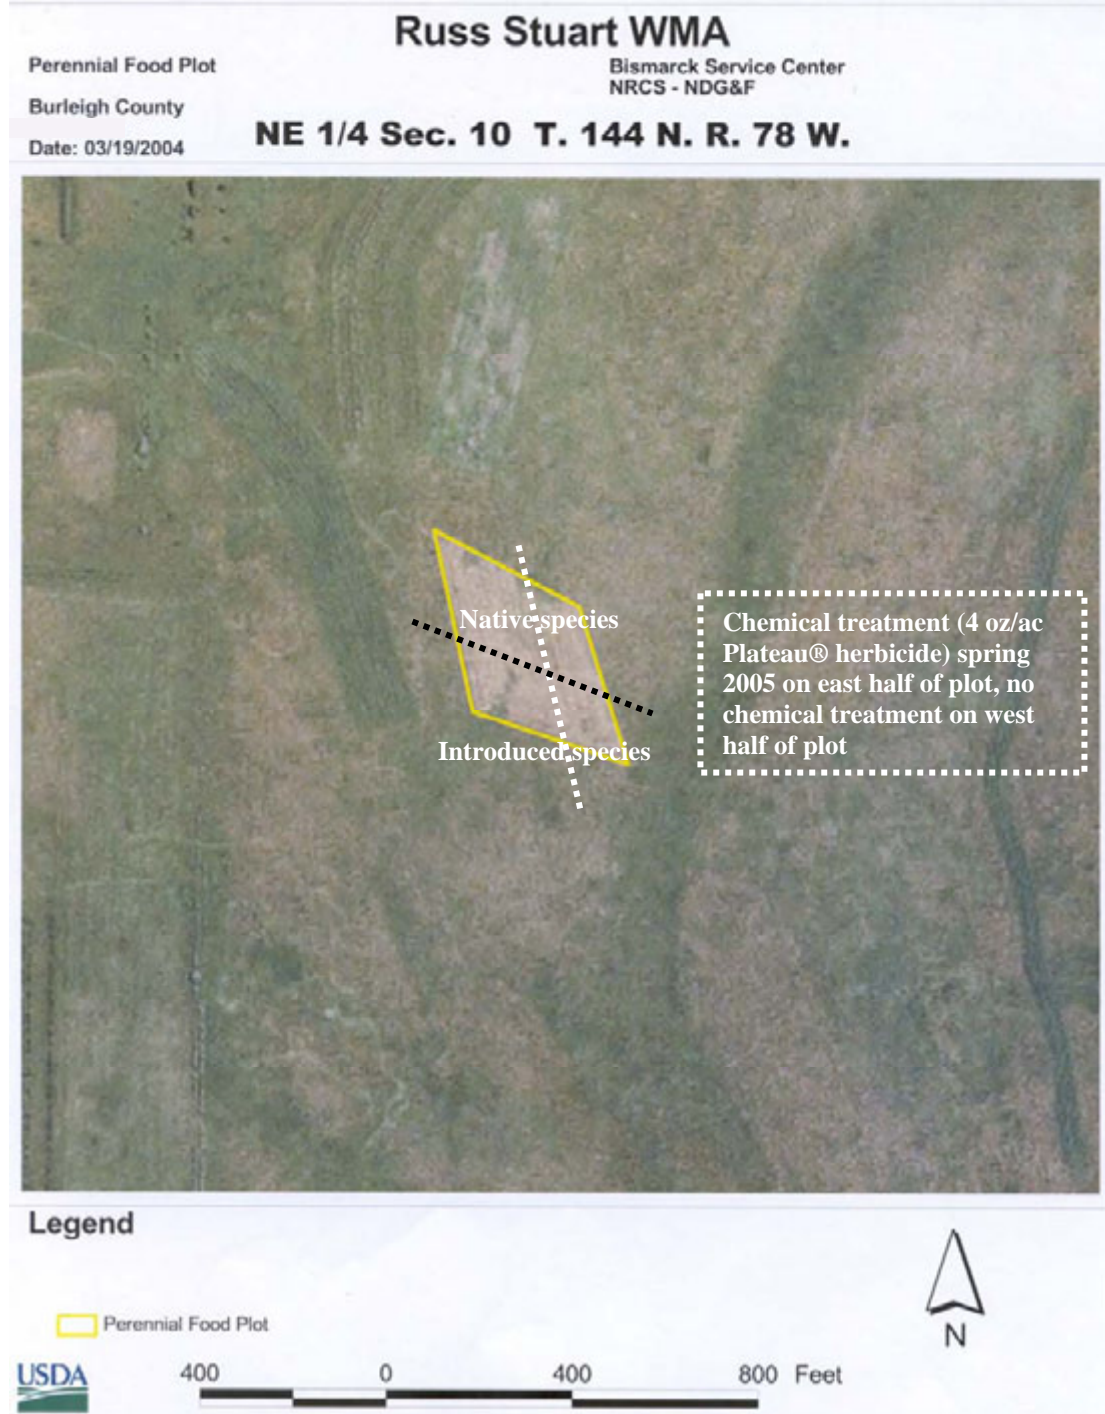 Russ Stuart WMA
Perennial Food Plot
Bismarck Service Center
NRCS - NDG&F
Burleigh County
Date: 03/19/2004
NE 1/4 Sec. 10 T. 144 N. R. 78 W.
Native species
Introduced species
Chemical treatment (4 oz/ac
Plateau® herbicide) spring
2005 on east half of plot, no
chemical treatment on west
half of plot
Legend
Perennial Food Plot
N
USDA
400 0 400 800 Feet